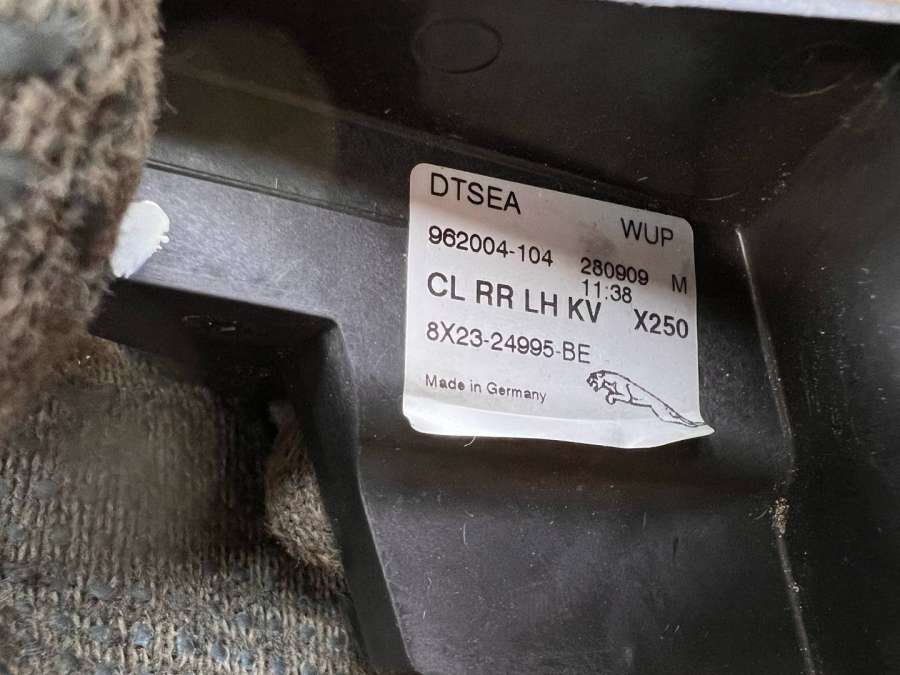 DTSEA WUP
962004-104 280909 M
11:38
CL RR LH KV X250
8X23-24995-BE
Made in Germany